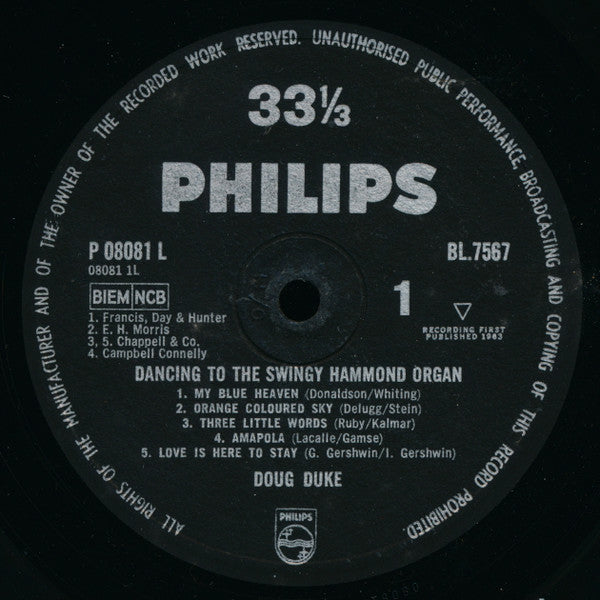 ALL RIGHTS OF THE MANUFACTURER AND OF THE OWNER OF THE RECORDED WORK RESERVED. UNAUTHORISED PUBLIC PERFORMANCE, BROADCASTING AND COPYING OF THIS RECORD PROHIBITED.
33⅓
PHILIPS
P 08081 L
BL.7567
08081 1L
BIEM NCB
1
1. Francis, Day & Hunter
2. E. H. Morris
3, 5. Chappell & Co.
4. Campbell Connelly
RECORDING FIRST
PUBLISHED 1963
DANCING TO THE SWINGY HAMMOND ORGAN
1. MY BLUE HEAVEN (Donaldson/Whiting)
2. ORANGE COLOURED SKY (Delugg/Stein)
3. THREE LITTLE WORDS (Ruby/Kalmar)
4. AMAPOLA (Lacalle/Gamse)
5. LOVE IS HERE TO STAY (G. Gershwin/I. Gershwin)
DOUG DUKE
PHILIPS